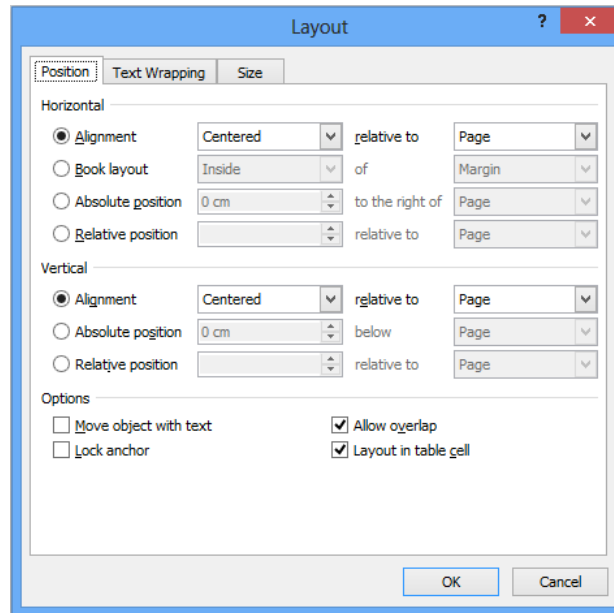 Layout ?
Position Text Wrapping Size
Horizontal
Alignment Centered relative to Page
Book layout Inside of Margin
Absolute position 0 cm to the right of Page
Relative position relative to Page
Vertical
Alignment Centered relative to Page
Absolute position 0 cm below Page
Relative position relative to Page
Options
Move object with text Allow overlap
Lock anchor Layout in table cell
OK Cancel